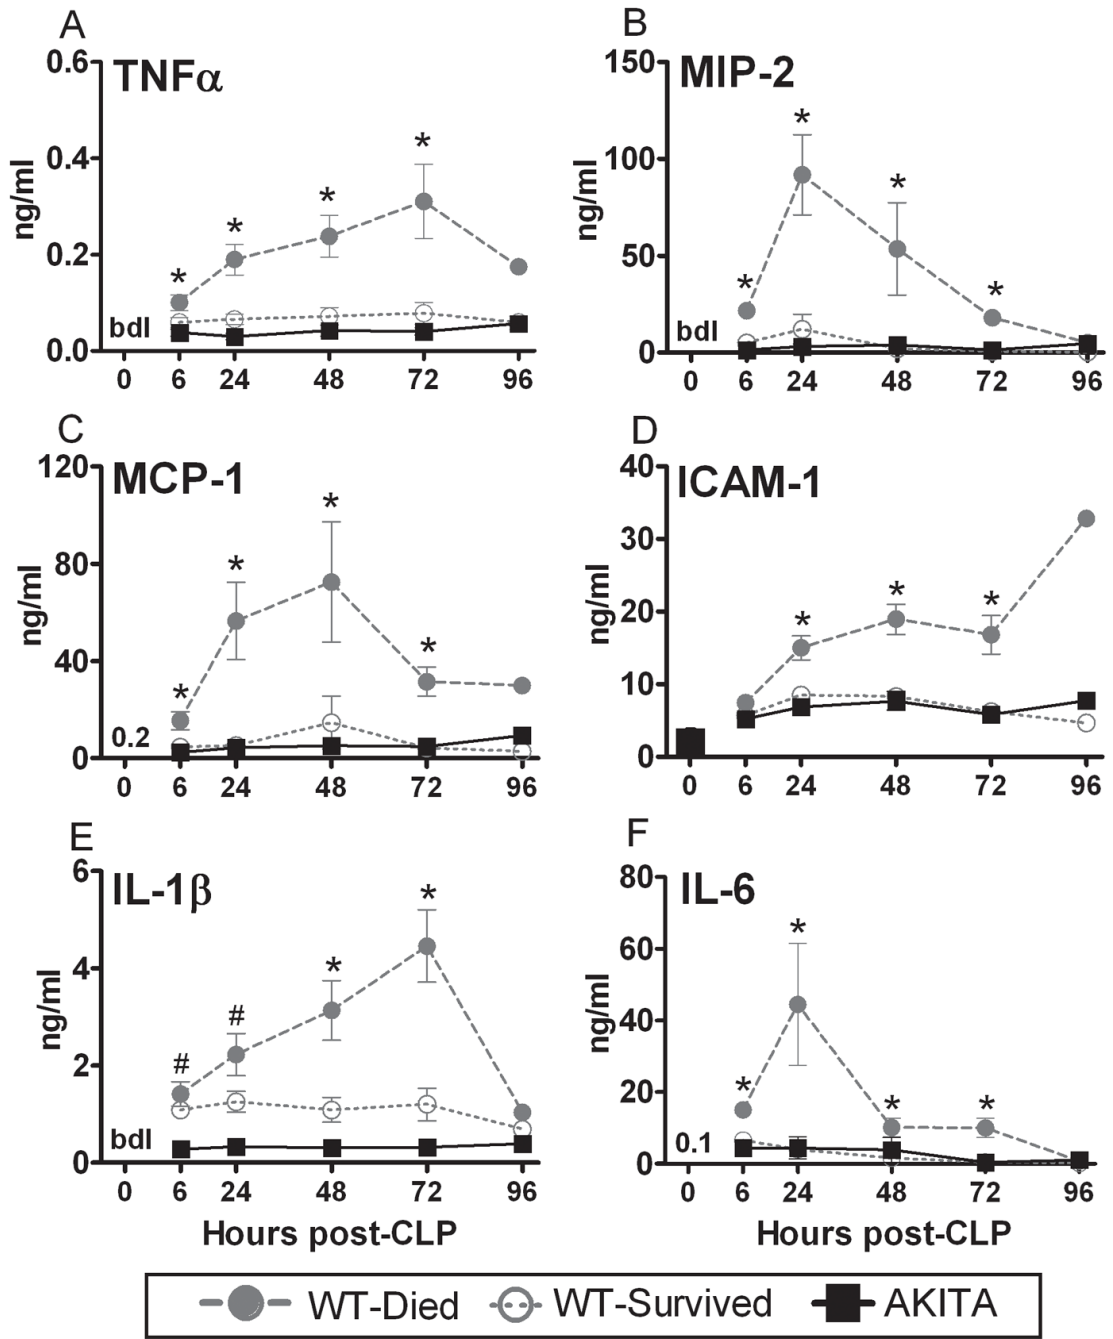 A
TNFα
ng/ml
0.6
0.4
0.2
0.0
bdl
* * * *
0 6 24 48 72 96
B
MIP-2
ng/ml
150
100
50
0
bdl
* * * *
0 6 24 48 72 96
C
MCP-1
ng/ml
120
80
40
0
0.2
* * * *
0 6 24 48 72 96
D
ICAM-1
ng/ml
40
30
20
10
0
* * *
0 6 24 48 72 96
E
IL-1β
ng/ml
6
4
2
0
bdl
# # * *
0 6 24 48 72 96
Hours post-CLP
F
IL-6
ng/ml
80
60
40
20
0
0.1
* * * *
0 6 24 48 72 96
Hours post-CLP
WT-Died WT-Survived AKITA